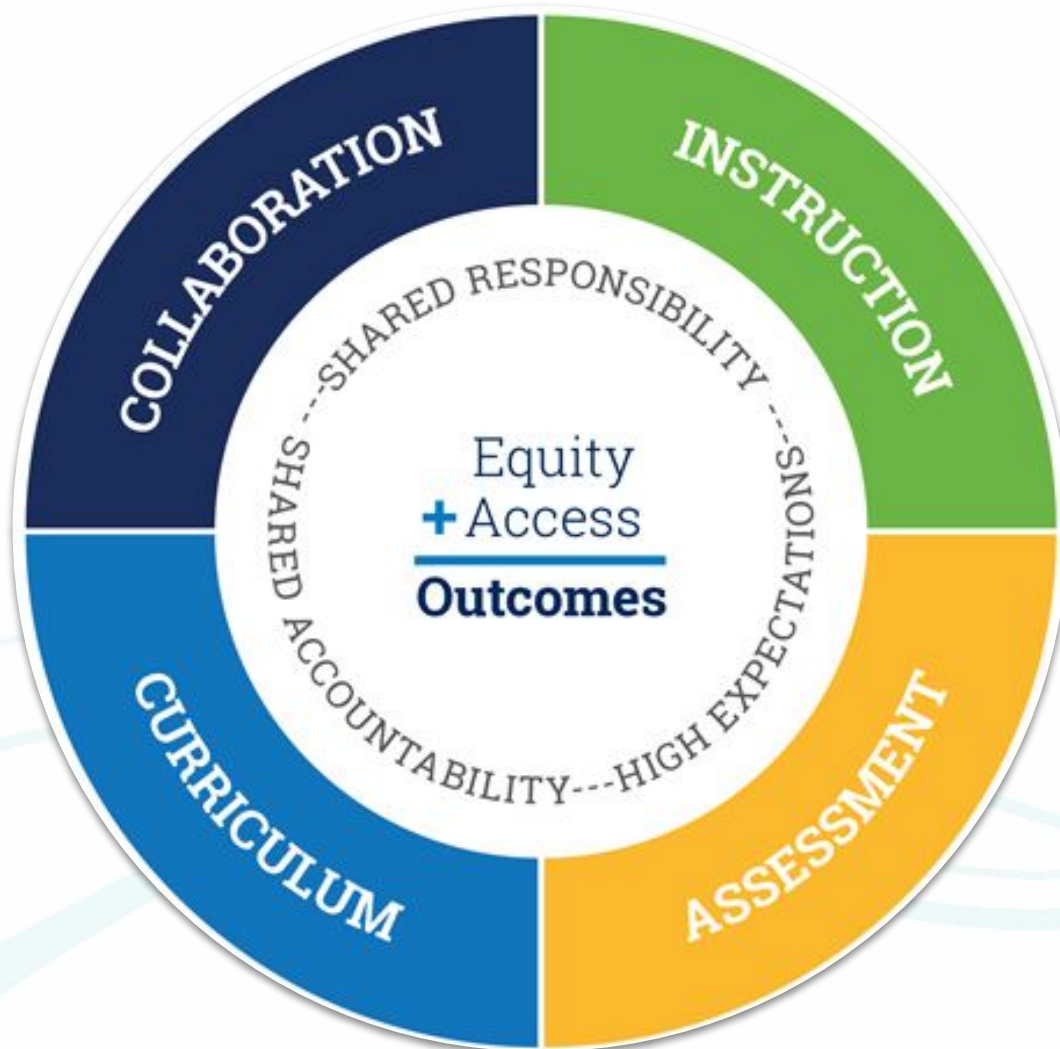 COLLABORATION
INSTRUCTION
ASSESSMENT
CURRICULUM
---SHARED RESPONSIBILITY ----
HIGH EXPECTATIONS
---
SHARED ACCOUNTABILITY
Equity
+Access
Outcomes